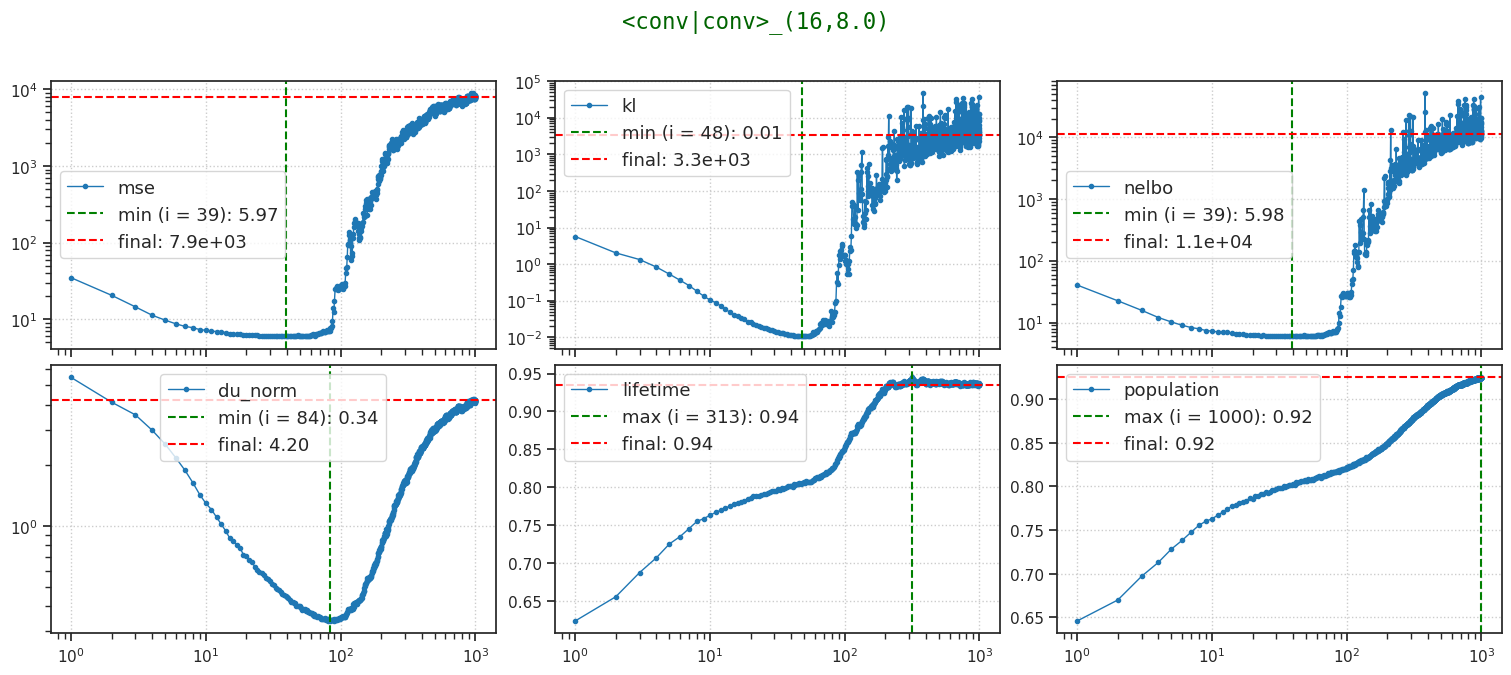 <conv|conv>_(16,8.0)
10^4
10^3
10^2
10^1
mse
min (i = 39): 5.97
final: 7.9e+03
10^5
10^4
10^3
10^2
10^1
10^0
10^−1
10^−2
kl
min (i = 48): 0.01
final: 3.3e+03
10^4
10^3
10^2
10^1
nelbo
min (i = 39): 5.98
final: 1.1e+04
10^0
du_norm
min (i = 84): 0.34
final: 4.20
10^0 10^1 10^2 10^3
0.95
0.90
0.85
0.80
0.75
0.70
0.65
lifetime
max (i = 313): 0.94
final: 0.94
10^0 10^1 10^2 10^3
0.90
0.85
0.80
0.75
0.70
0.65
population
max (i = 1000): 0.92
final: 0.92
10^0 10^1 10^2 10^3